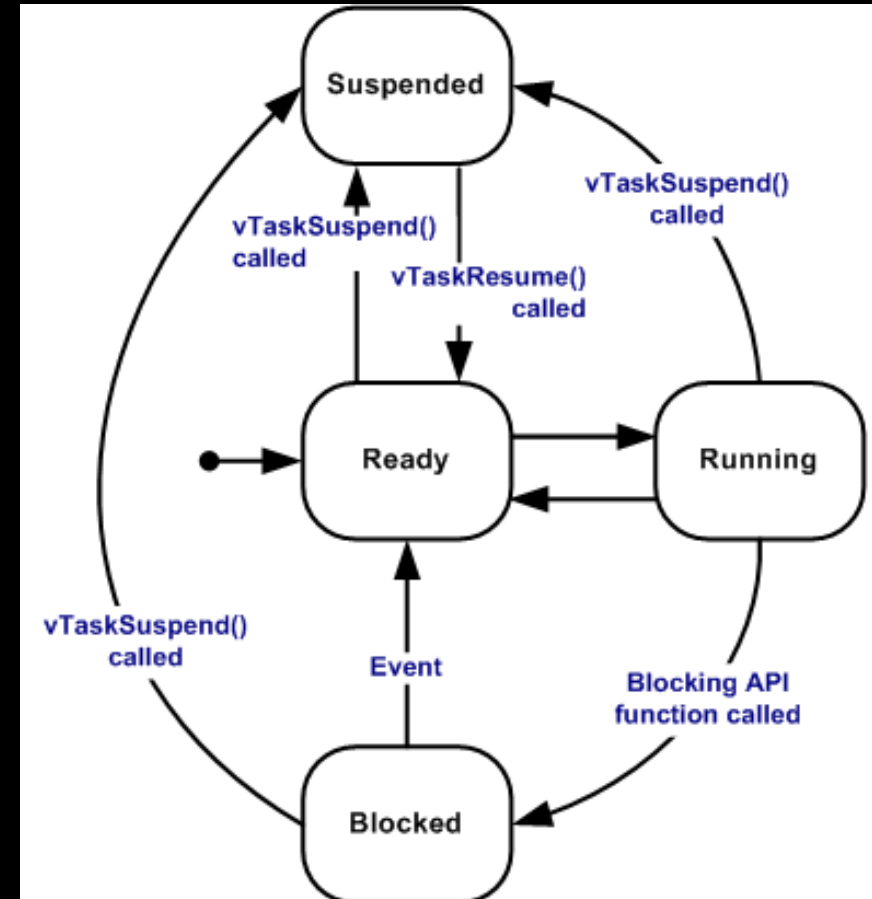 Suspended
vTaskSuspend()
called
vTaskSuspend()
called
vTaskResume()
called
Ready
Running
vTaskSuspend()
called
Event
Blocking API
function called
Blocked